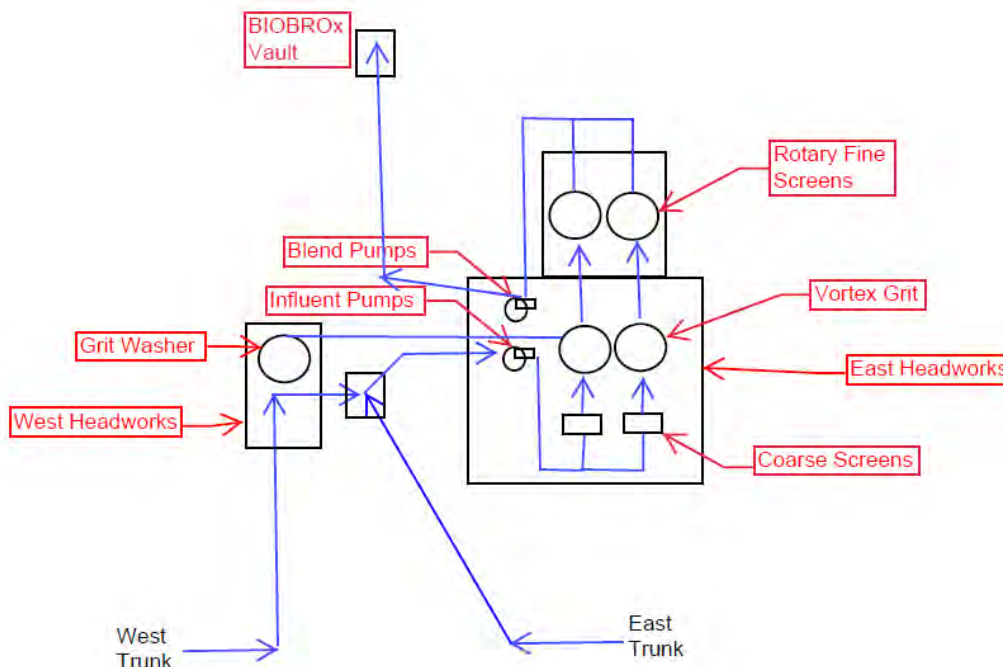 BIOBROx
Vault
Rotary Fine
Screens
Blend Pumps
Influent Pumps
Vortex Grit
Grit Washer
East Headworks
West Headworks
Coarse Screens
West
Trunk
East
Trunk